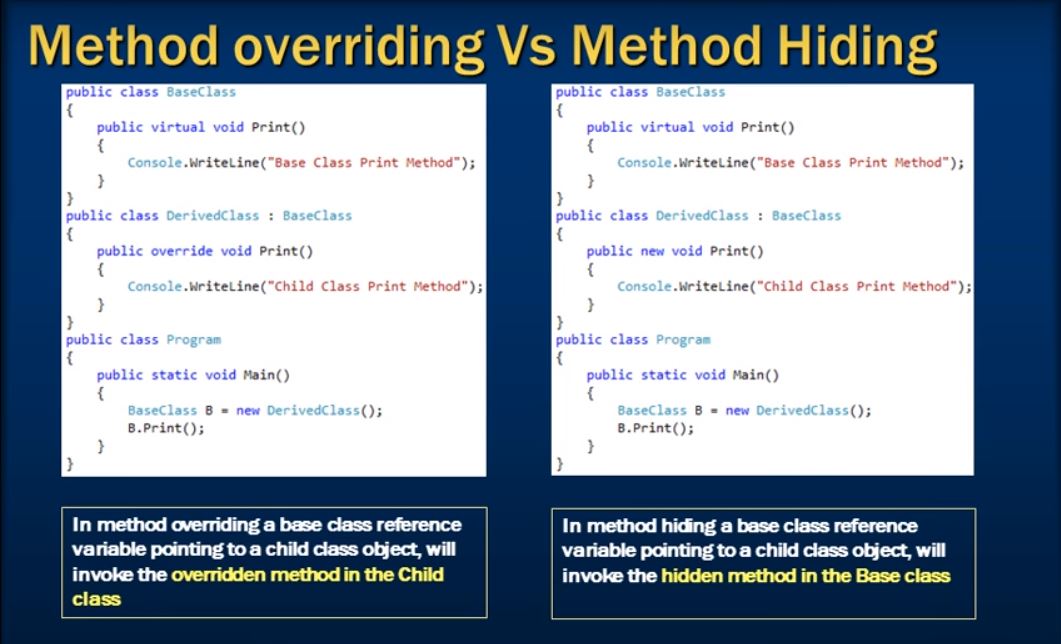 Method overriding Vs Method Hiding
public class BaseClass
{
public virtual void Print()
{
Console.WriteLine("Base Class Print Method");
}
}
public class DerivedClass : BaseClass
{
public override void Print()
{
Console.WriteLine("Child Class Print Method");
}
}
public class Program
{
public static void Main()
{
BaseClass B = new DerivedClass();
B.Print();
}
}
In method overriding a base class reference
variable pointing to a child class object, will
invoke the overridden method in the Child
class
public class BaseClass
{
public virtual void Print()
{
Console.WriteLine("Base Class Print Method");
}
}
public class DerivedClass : BaseClass
{
public new void Print()
{
Console.WriteLine("Child Class Print Method");
}
}
public class Program
{
public static void Main()
{
BaseClass B = new DerivedClass();
B.Print();
}
}
In method hiding a base class reference
variable pointing to a child class object, will
invoke the hidden method in the Base class